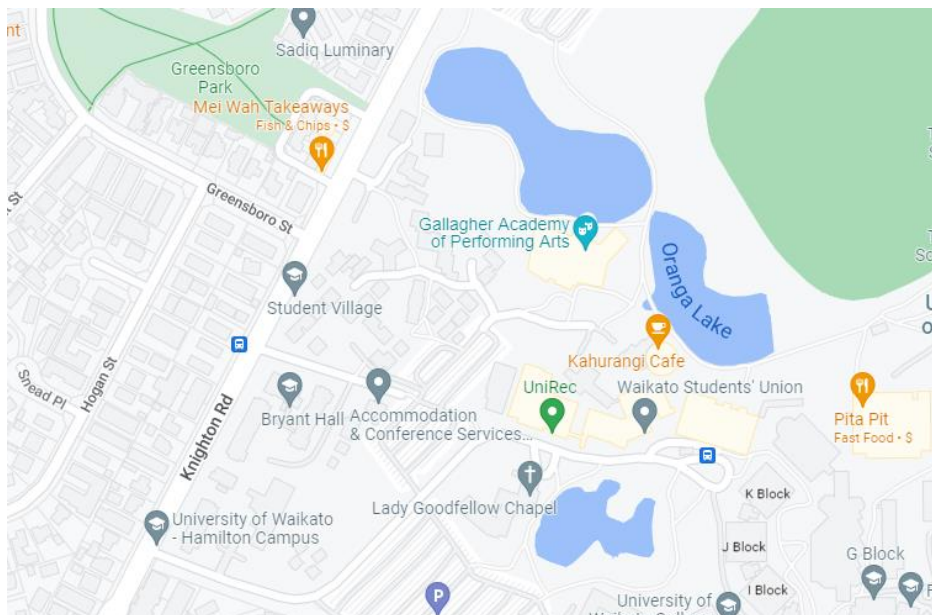 nt
Sadiq Luminary
Greensboro
Park
Mei Wah Takeaways
Fish & Chips • $
Greensboro St
Gallagher Academy
of Performing Arts
Oranga Lake
Student Village
Kahurangi Cafe
UniRec
Waikato Students' Union
Snead Pl
Hogan St
Knighton Rd
Bryant Hall
Accommodation
& Conference Services...
Pita Pit
Fast Food • $
Lady Goodfellow Chapel
University of Waikato
- Hamilton Campus
K Block
J Block
G Block
I Block
P
University of